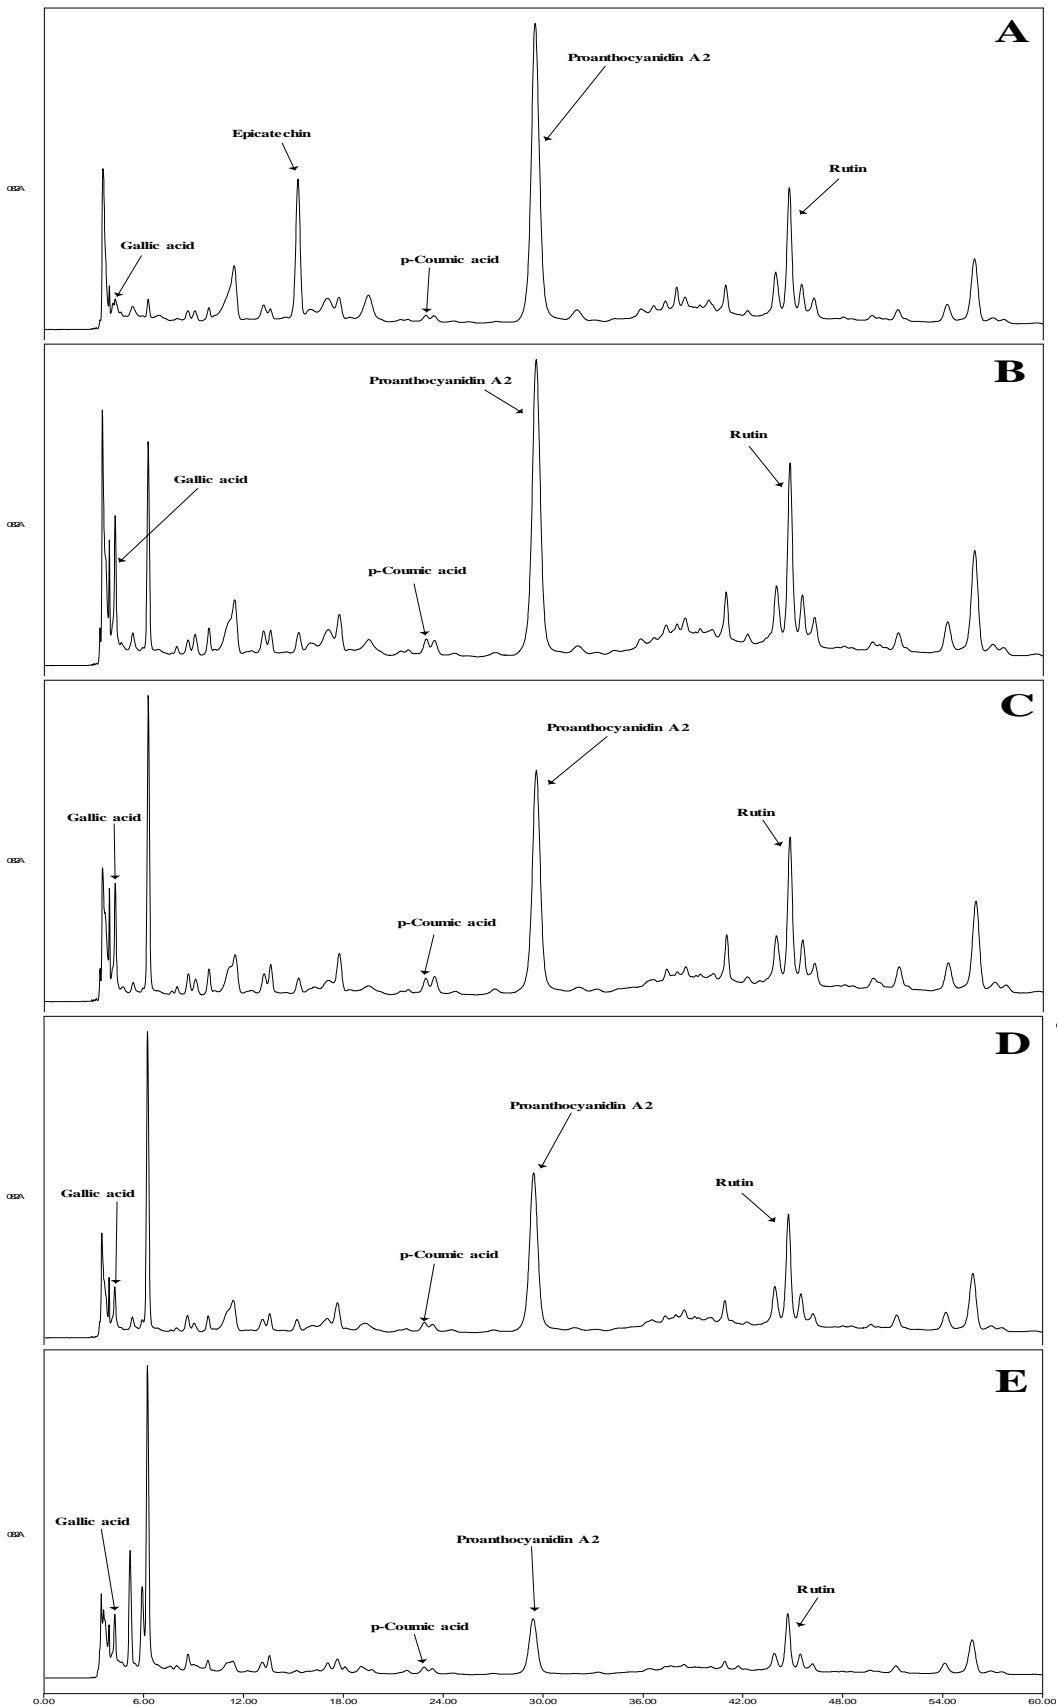 A
Proanthocyanidin A2
Epicatechin
Rutin
Gallic acid
p-Coumic acid
B
Proanthocyanidin A2
Rutin
Gallic acid
p-Coumic acid
C
Proanthocyanidin A2
Gallic acid
Rutin
p-Coumic acid
D
Proanthocyanidin A2
Rutin
Gallic acid
p-Coumic acid
E
Gallic acid
Proanthocyanidin A2
Rutin
p-Coumic acid
0.00 6.00 12.00 18.00 24.00 30.00 36.00 42.00 48.00 54.00 60.00